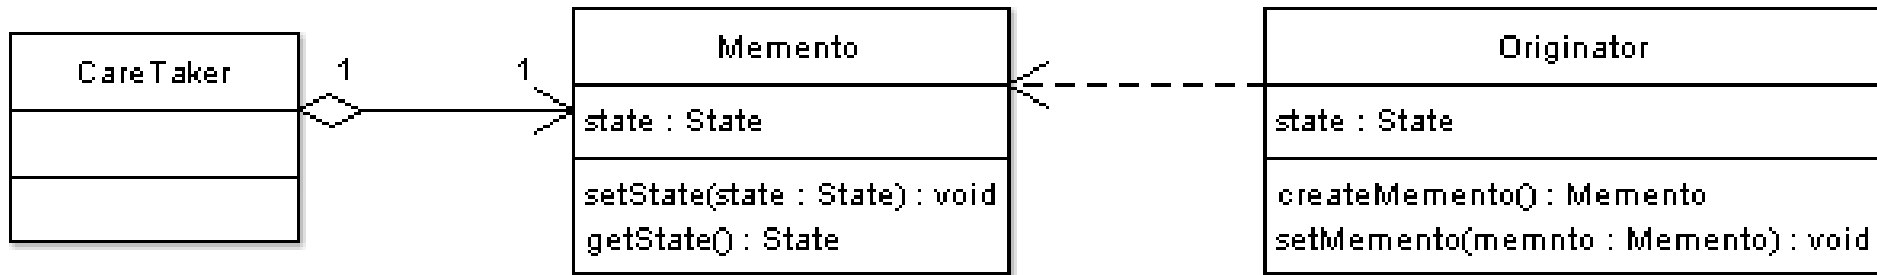 CareTaker
1
1
Memento
state : State
setState(state : State) : void
getState() : State
Originator
state : State
createMemento() : Memento
setMemento(memnto : Memento) : void